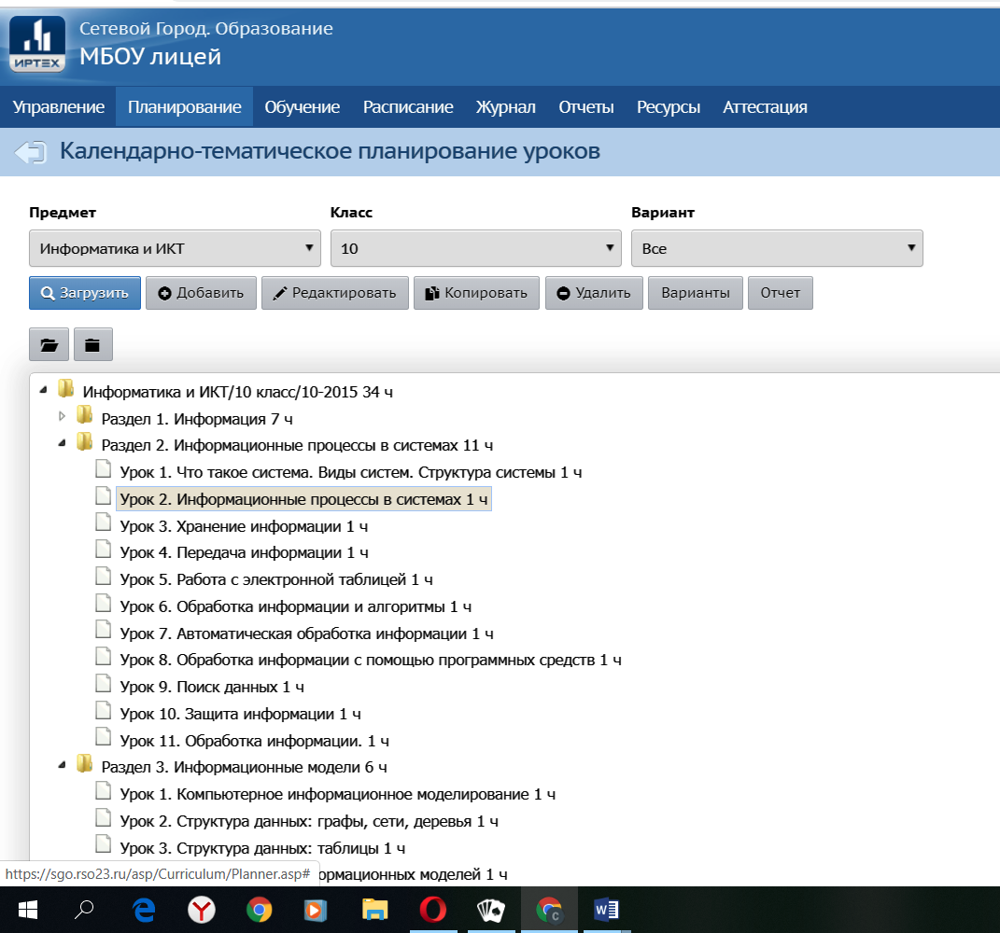 Сетевой Город. Образование
ИРТЕХ
МБОУ лицей
Управление Планирование Обучение Расписание Журнал Отчеты Ресурсы Аттестация
Календарно-тематическое планирование уроков
Предмет Класс Вариант
Информатика и ИКТ 10 Все
Загрузить Добавить Редактировать Копировать Удалить Варианты Отчет
Информатика и ИКТ/10 класс/10-2015 34 ч
Раздел 1. Информация 7 ч
Раздел 2. Информационные процессы в системах 11 ч
Урок 1. Что такое система. Виды систем. Структура системы 1 ч
Урок 2. Информационные процессы в системах 1 ч
Урок 3. Хранение информации 1 ч
Урок 4. Передача информации 1 ч
Урок 5. Работа с электронной таблицей 1 ч
Урок 6. Обработка информации и алгоритмы 1 ч
Урок 7. Автоматическая обработка информации 1 ч
Урок 8. Обработка информации с помощью программных средств 1 ч
Урок 9. Поиск данных 1 ч
Урок 10. Защита информации 1 ч
Урок 11. Обработка информации. 1 ч
Раздел 3. Информационные модели 6 ч
Урок 1. Компьютерное информационное моделирование 1 ч
Урок 2. Структура данных: графы, сети, деревья 1 ч
Урок 3. Структура данных: таблицы 1 ч
https://sgo.rso23.ru/asp/Curriculum/Planner.asp# ормационных моделей 1 ч